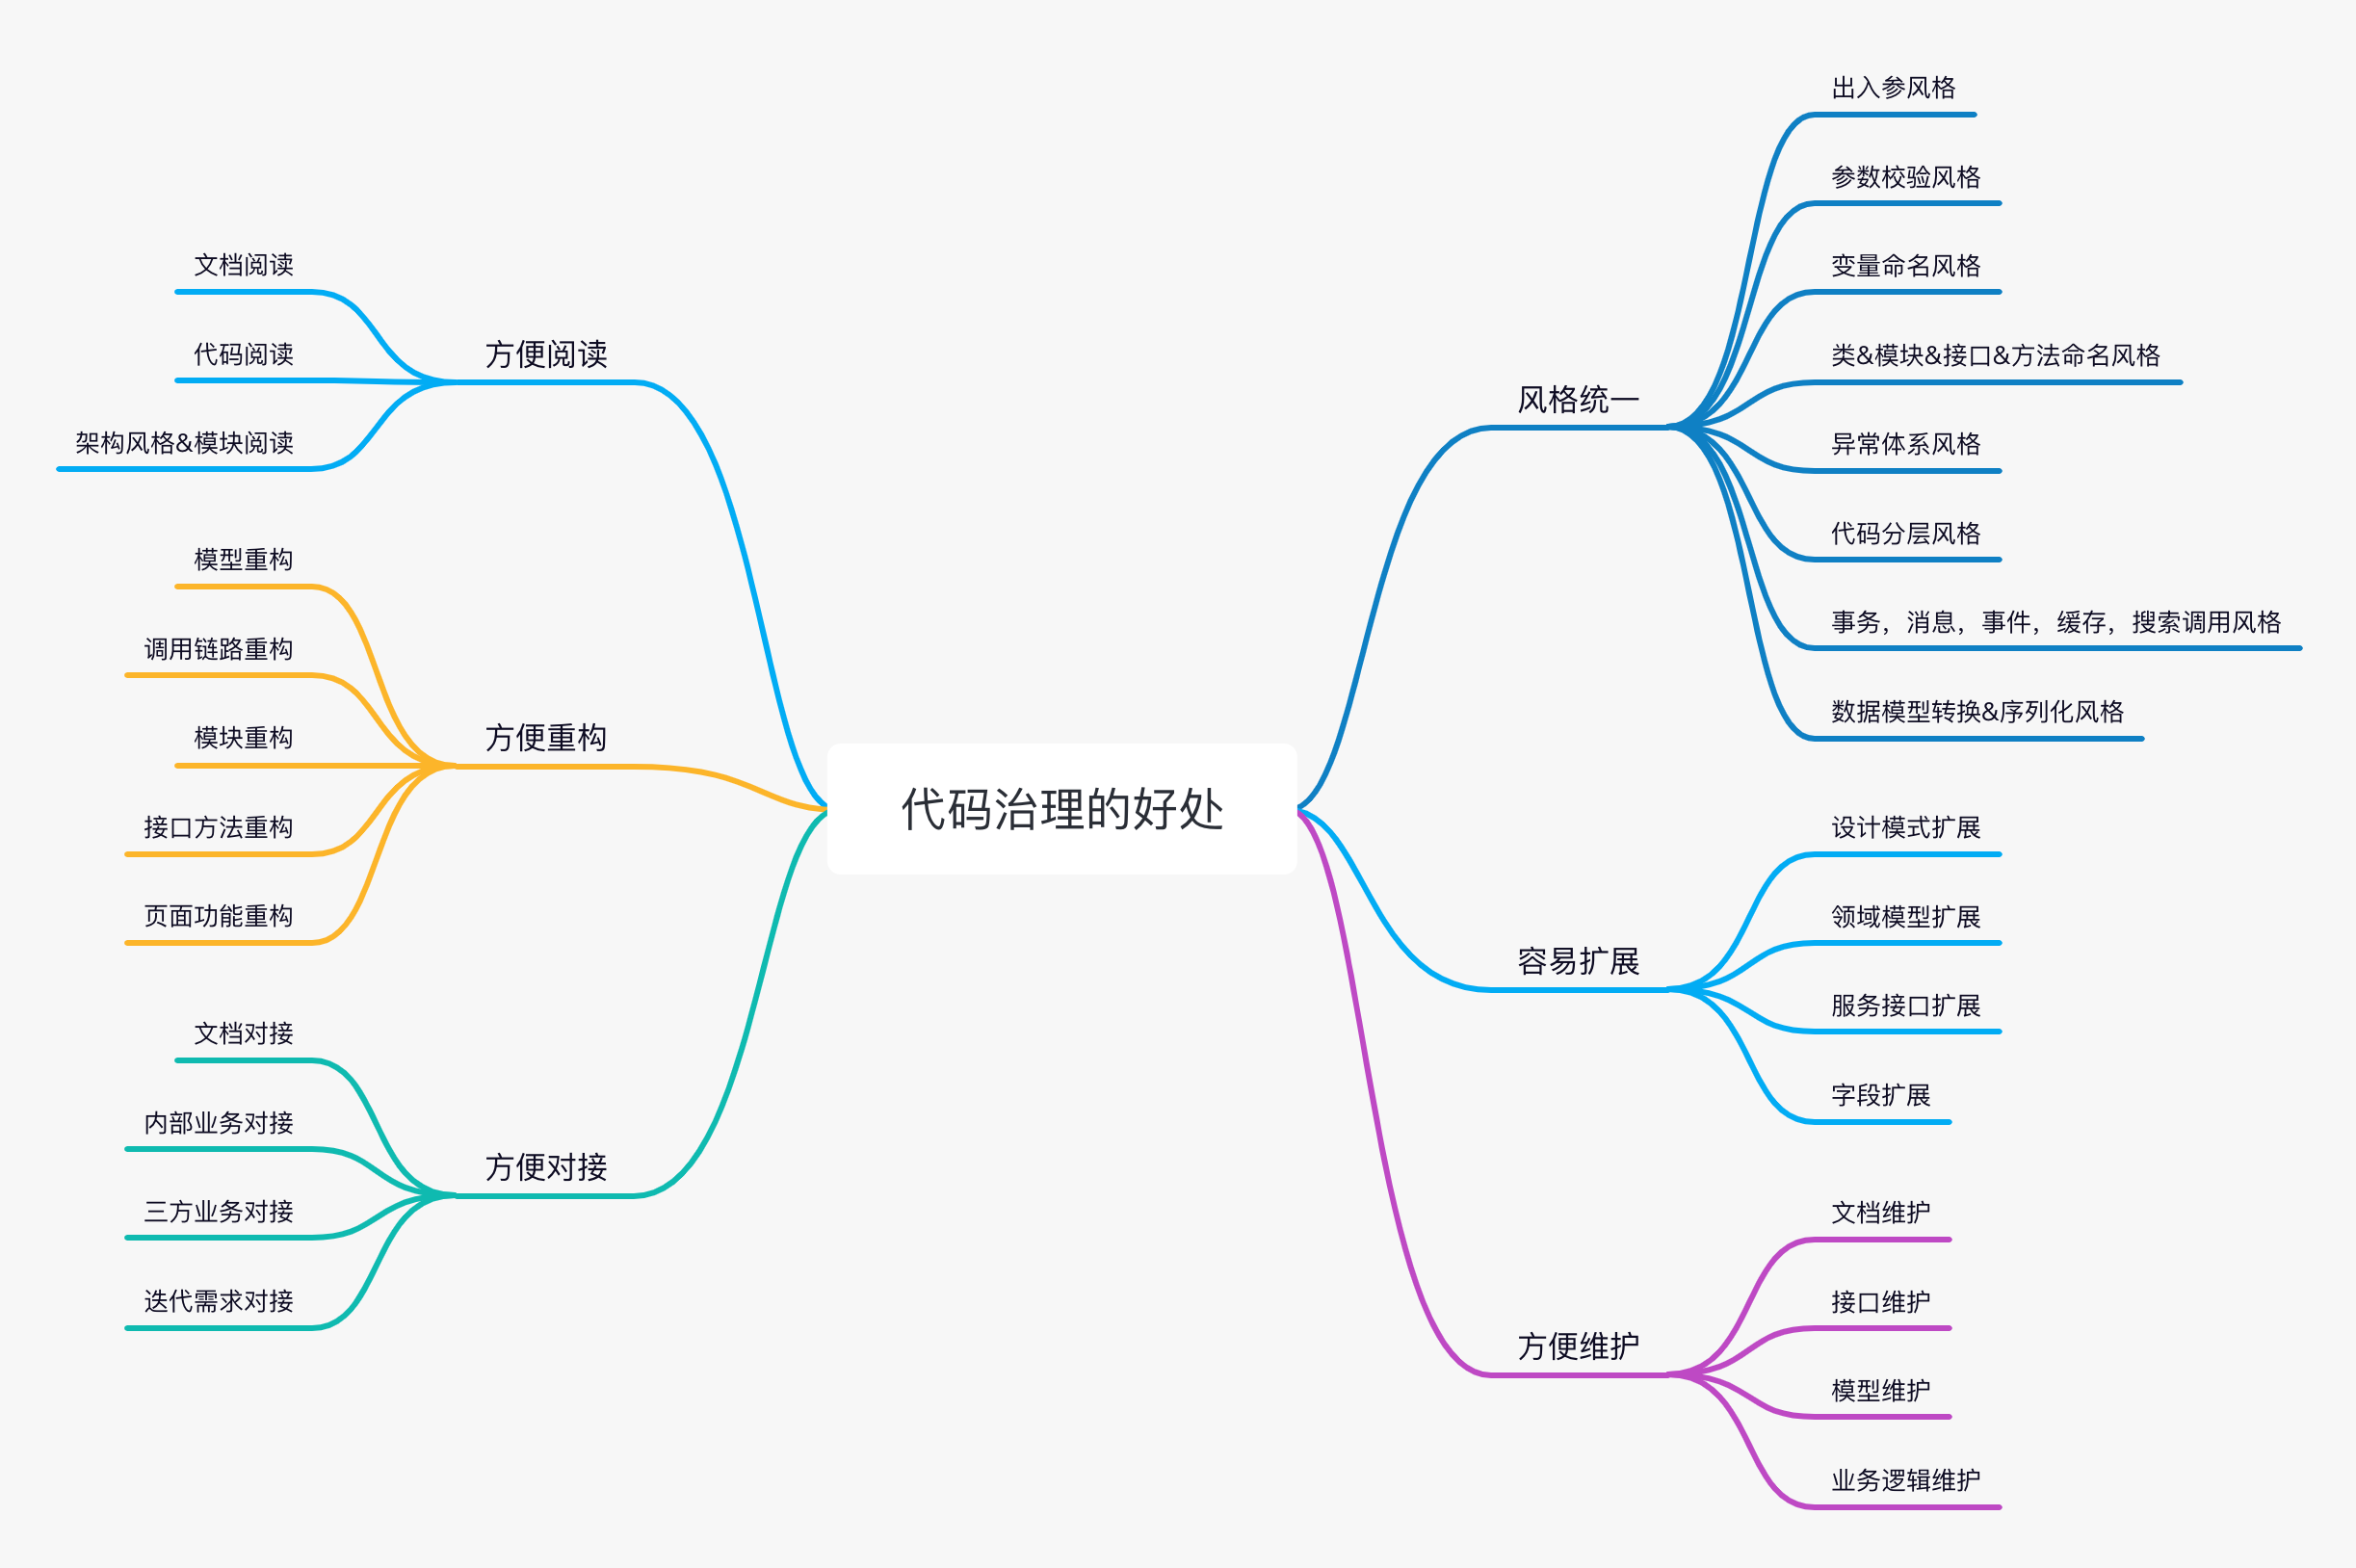 代码治理的好处
方便阅读
文档阅读
代码阅读
架构风格&模块阅读
方便重构
模型重构
调用链路重构
模块重构
接口方法重构
页面功能重构
方便对接
文档对接
内部业务对接
三方业务对接
迭代需求对接
风格统一
出入参风格
参数校验风格
变量命名风格
类&模块&接口&方法命名风格
异常体系风格
代码分层风格
事务，消息，事件，缓存，搜索调用风格
数据模型转换&序列化风格
容易扩展
设计模式扩展
领域模型扩展
服务接口扩展
字段扩展
方便维护
文档维护
接口维护
模型维护
业务逻辑维护